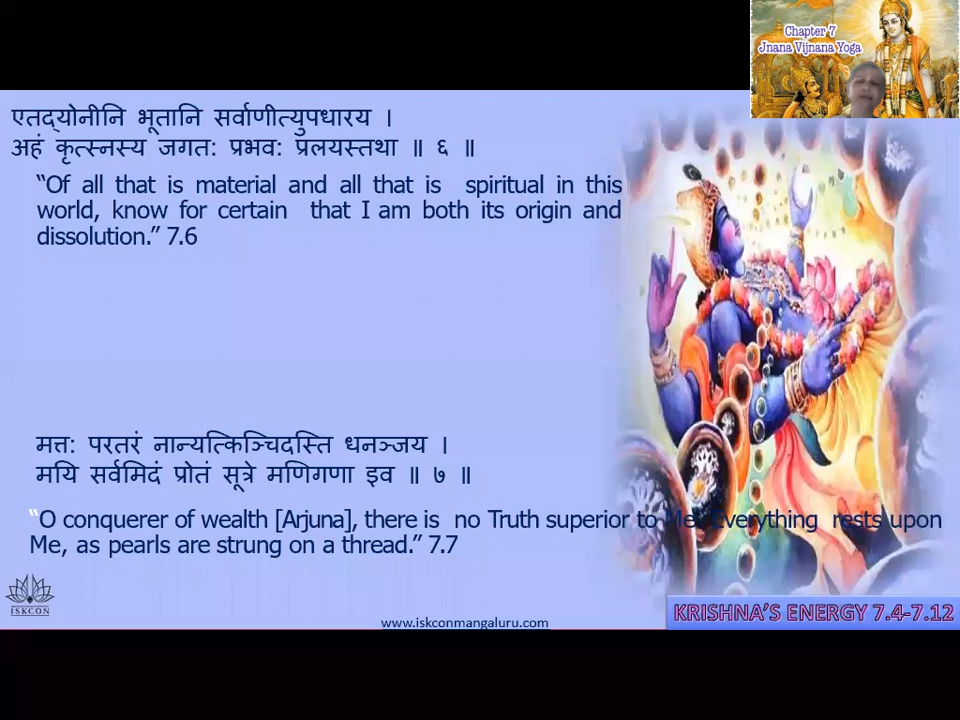 Chapter 7
Jnana Vijnana Yoga
एतद्योनीनि भूतानि सर्वाणीत्युपधारय ।
अहं कृत्स्नस्य जगत: प्रभव: प्रलयस्तथा ॥ ६ ॥
“Of all that is material and all that is spiritual in this
world, know for certain that I am both its origin and
dissolution.” 7.6
मत्त: परतरं नान्यत्किञ्चिदस्ति धनञ्जय ।
मयि सर्वमिदं प्रोतं सूत्रे मणिगणा इव ॥ ७ ॥
“O conquerer of wealth [Arjuna], there is no Truth superior to Me. Everything rests upon
Me, as pearls are strung on a thread.” 7.7
ISKCON
www.iskconmangaluru.com
KRISHNA’S ENERGY 7.4-7.12